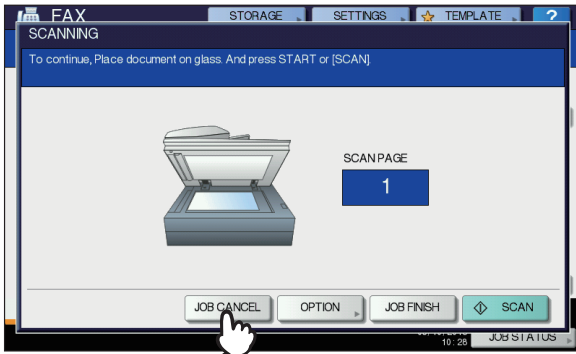 FAX
STORAGE
SETTINGS
TEMPLATE
?
SCANNING
To continue, Place document on glass. And press START or [SCAN].
SCAN PAGE
1
JOB CANCEL
OPTION
JOB FINISH
SCAN
10: 28
JOB STATUS